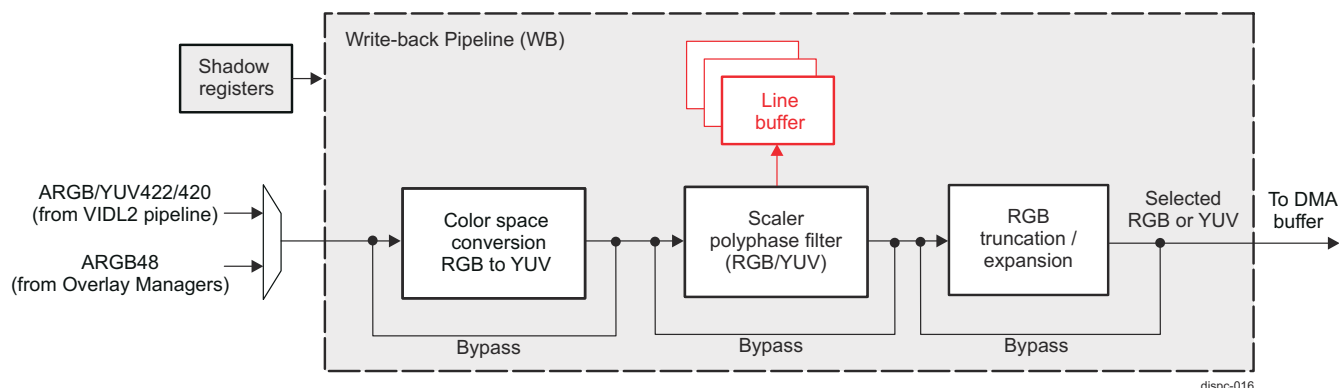 Write-back Pipeline (WB)
Shadow
registers
Line
buffer
ARGB/YUV422/420
(from VIDL2 pipeline)
ARGB48
(from Overlay Managers)
Color space
conversion
RGB to YUV
Scaler
polyphase filter
(RGB/YUV)
RGB
truncation /
expansion
Selected
RGB or YUV
To DMA
buffer
Bypass
Bypass
Bypass
dispc-016